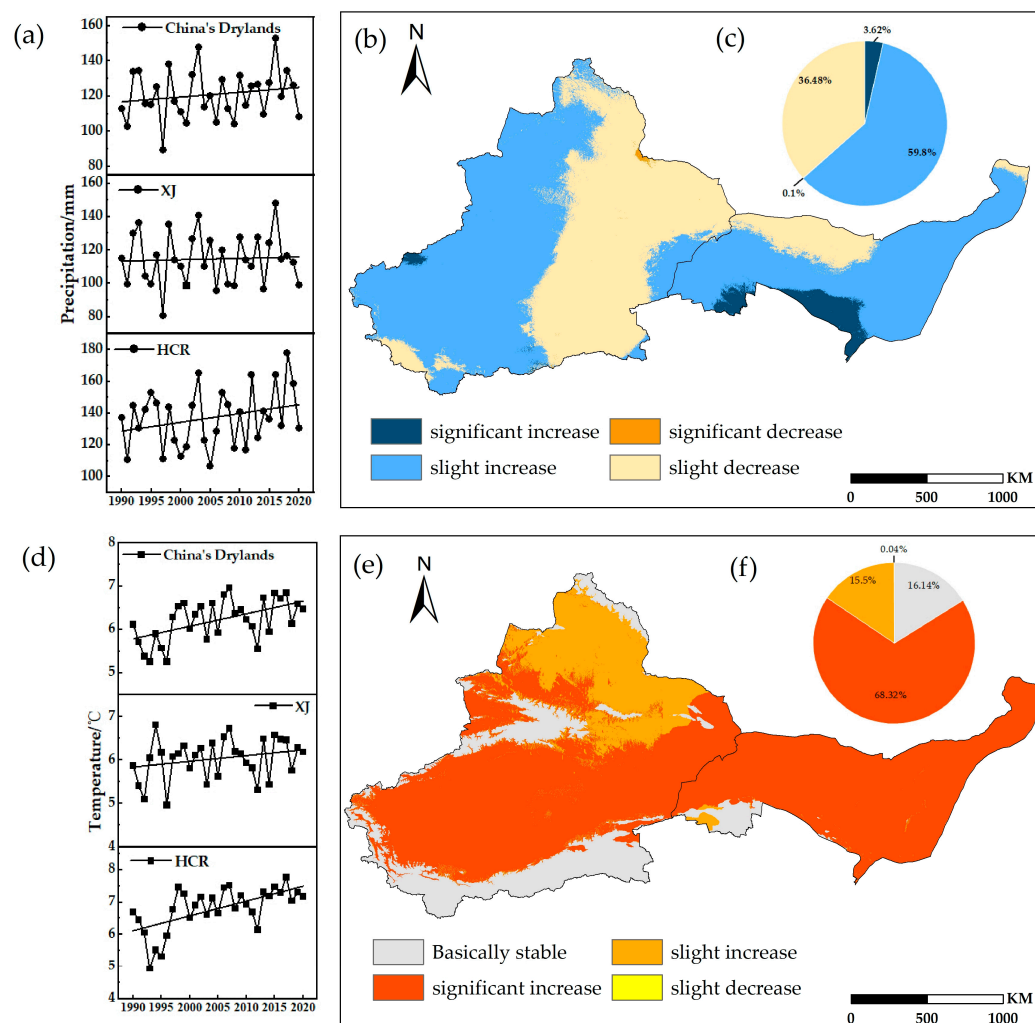 (a)
China's Drylands
160
140
120
100
80
XJ
160
140
120
100
80
HCR
180
160
140
120
100
Precipitation/mm
1990 1995 2000 2005 2010 2015 2020
(b)
N
(c)
3.62%
36.48%
59.8%
0.1%
significant increase
significant decrease
slight increase
slight decrease
KM
0 500 1000
(d)
China's Drylands
8
7
6
5
XJ
7
6
5
4
HCR
8
7
6
5
4
Temperature/℃
1990 1995 2000 2005 2010 2015 2020
(e)
N
(f)
0.04%
15.5%
16.14%
68.32%
Basically stable
slight increase
significant increase
slight decrease
KM
0 500 1000